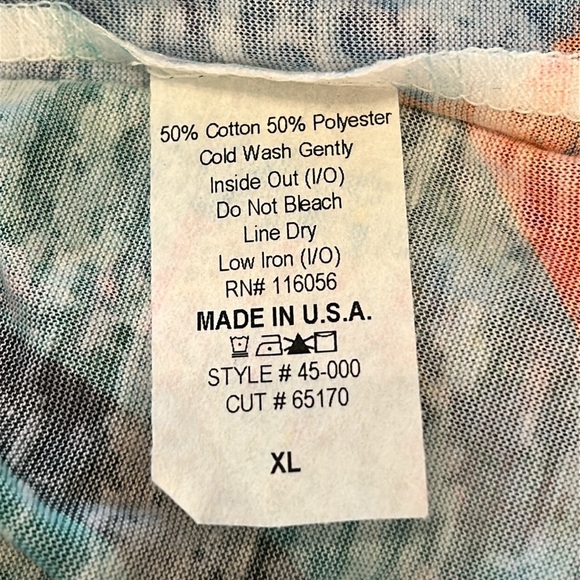 50% Cotton 50% Polyester
Cold Wash Gently
Inside Out (I/O)
Do Not Bleach
Line Dry
Low Iron (I/O)
RN# 116056
MADE IN U.S.A.
STYLE # 45-000
CUT # 65170
XL